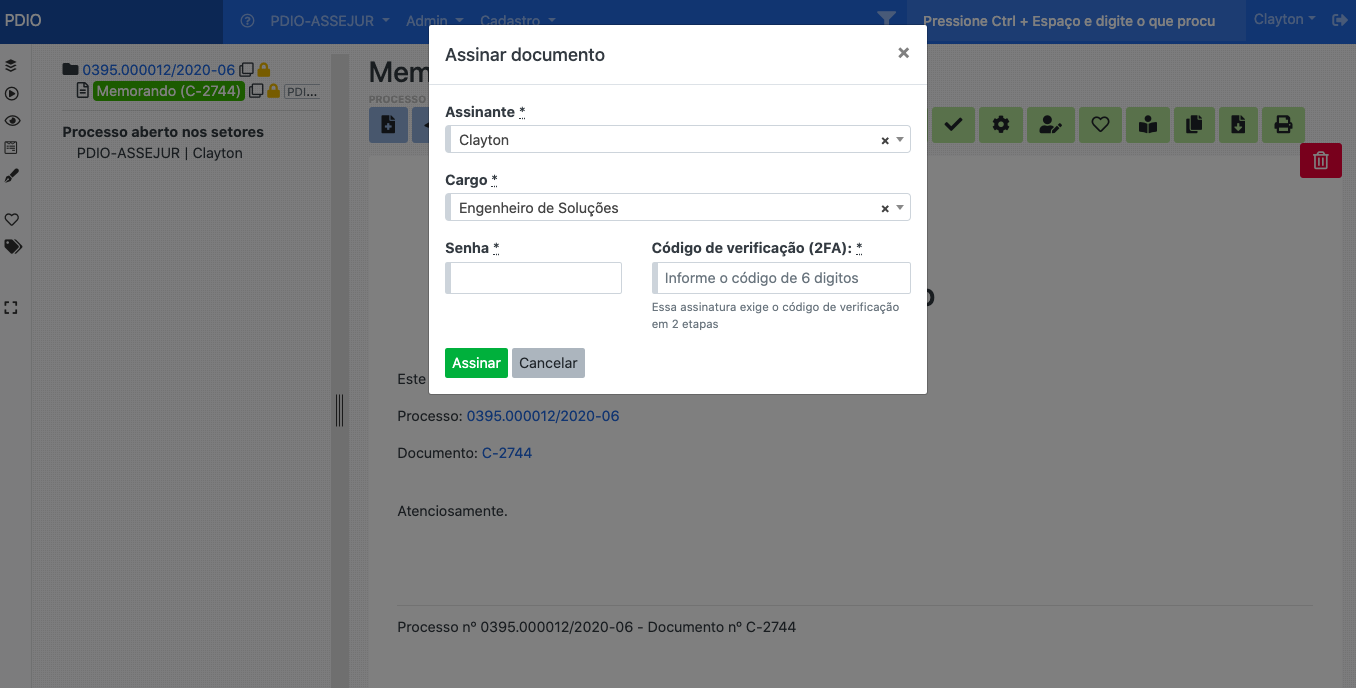 PDIO
PDIO-ASSEJUR
Admin
Cadastro
Pressione Ctrl + Espaço e digite o que procu
Clayton
0395.000012/2020-06
Memorando (C-2744)
PDI...
Processo aberto nos setores
PDIO-ASSEJUR | Clayton
Mem
PROCESSO
Assinar documento
×
Assinante *
Clayton
×
Cargo *
Engenheiro de Soluções
×
Senha *
Código de verificação (2FA): *
Informe o código de 6 digitos
Essa assinatura exige o código de verificação
em 2 etapas
Assinar
Cancelar
Este
Processo: 0395.000012/2020-06
Documento: C-2744
Atenciosamente.
Processo nº 0395.000012/2020-06 - Documento nº C-2744